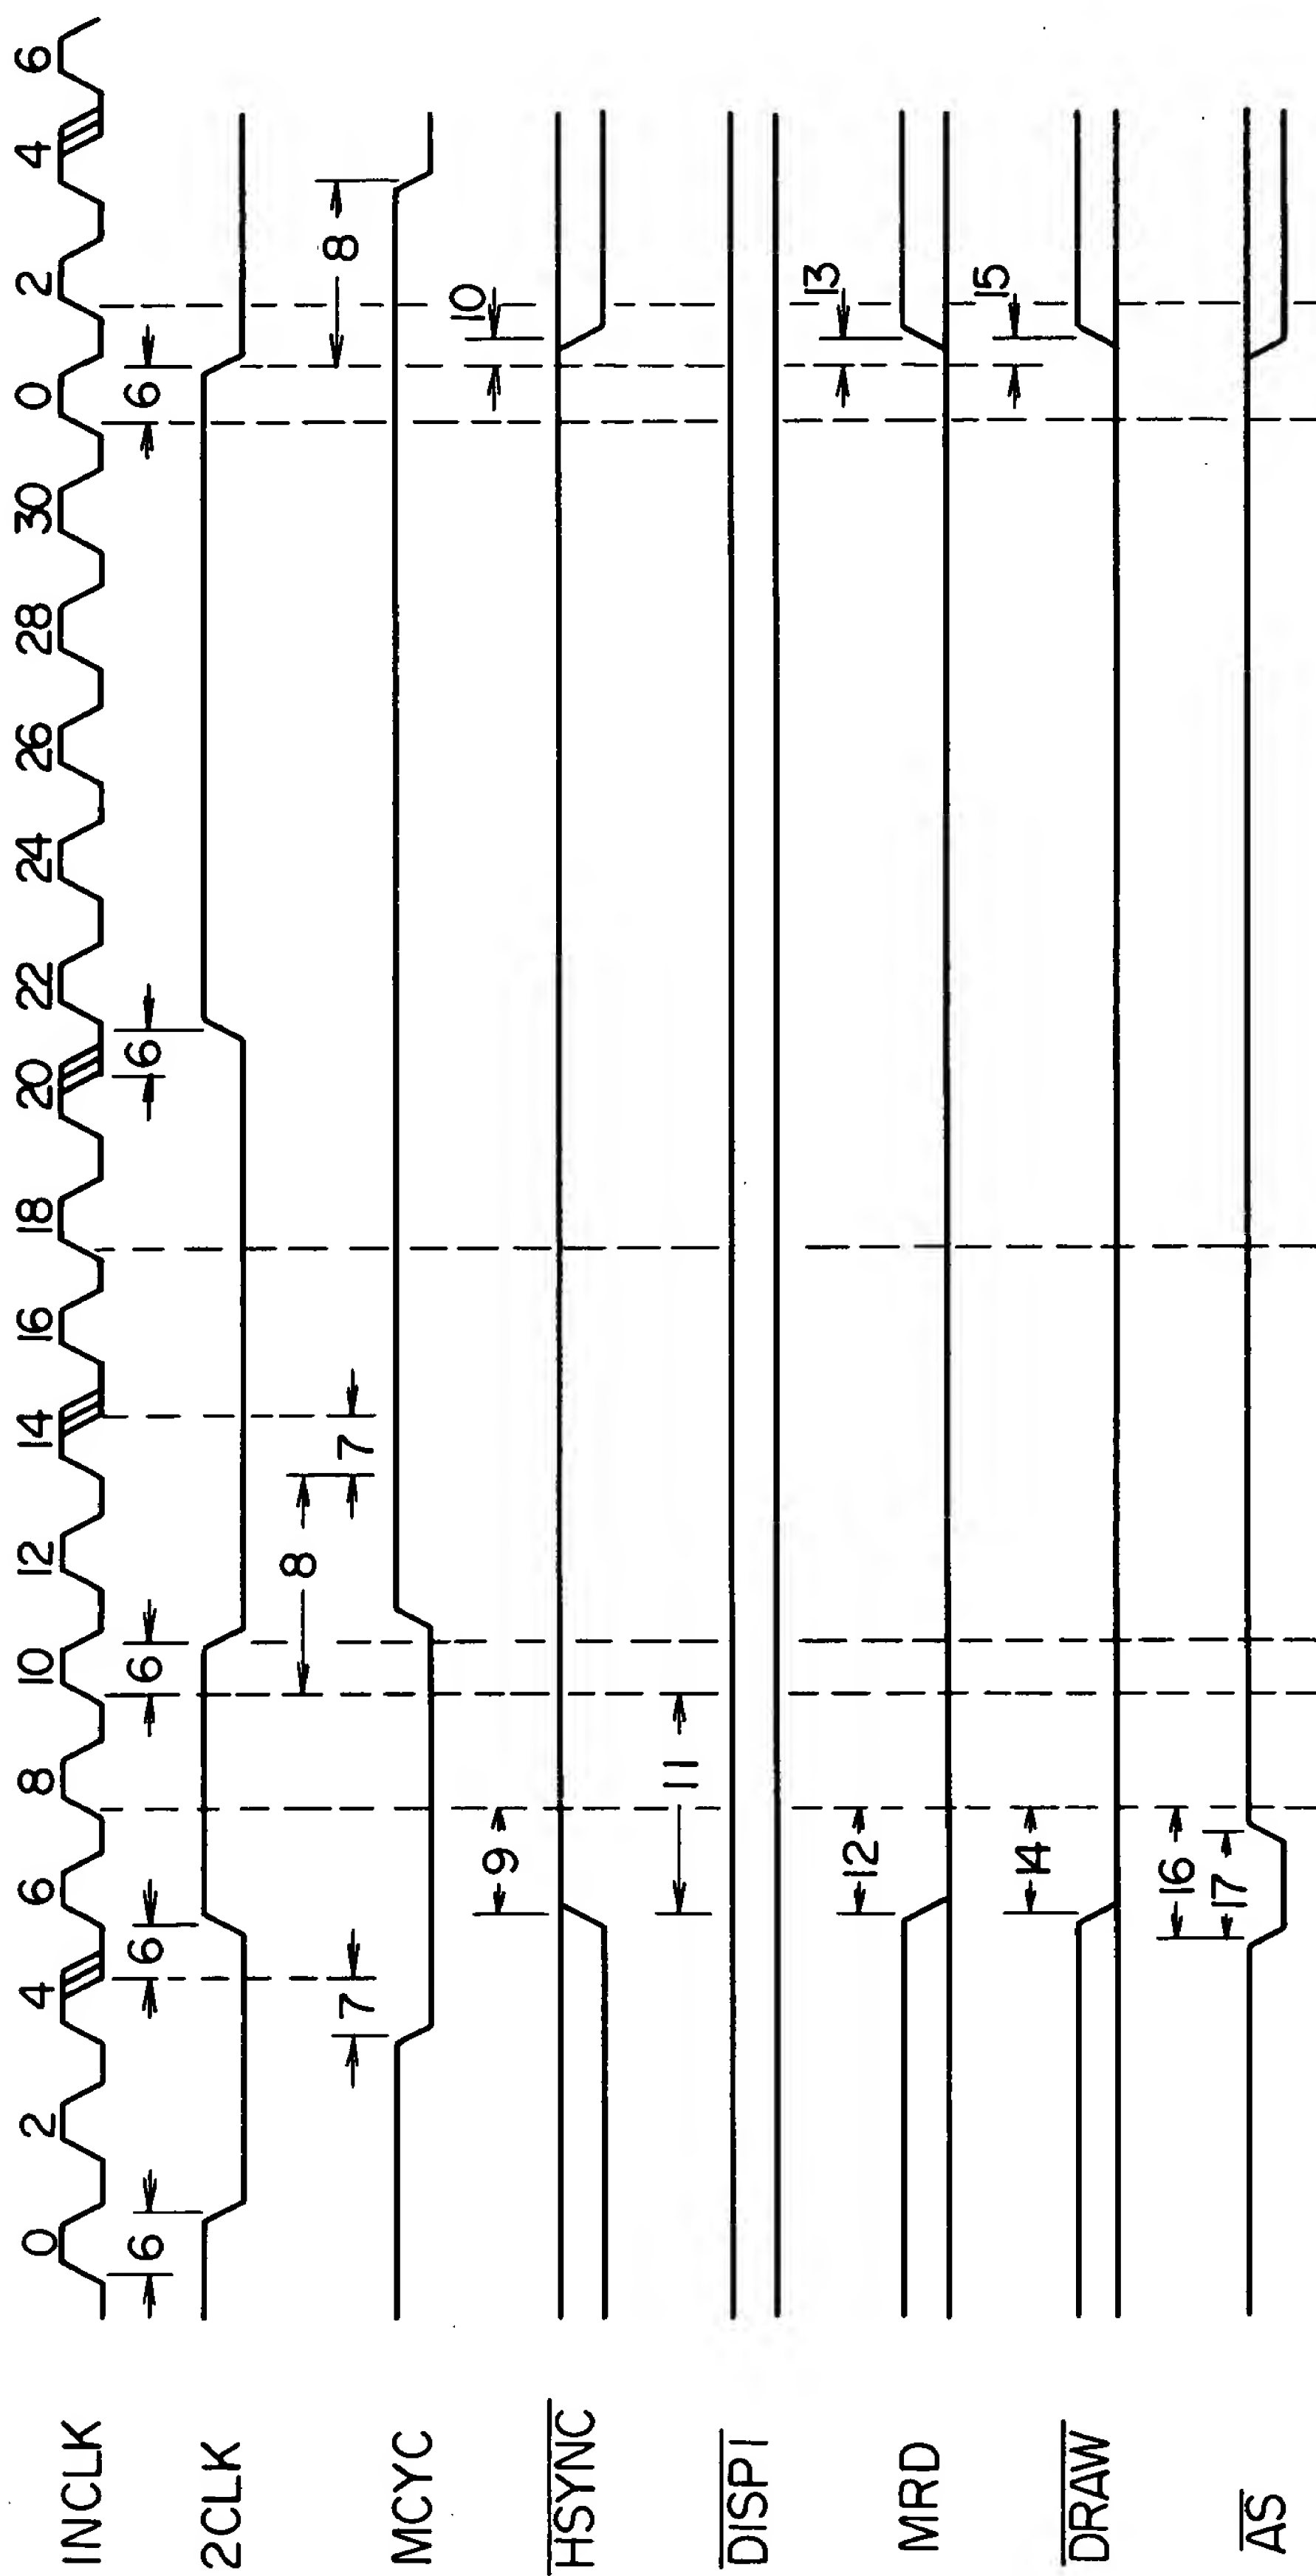 INCLK 0 2 4 6 8 10 12 14 16 18 20 22 24 26 28 30 0 2 4 6
2CLK 6 6 6 6 6
MCYC 7 8 7 8
HSYNC 9 10
DISP1 11
MRD 12 13
DRAW 14 15
AS 16 17